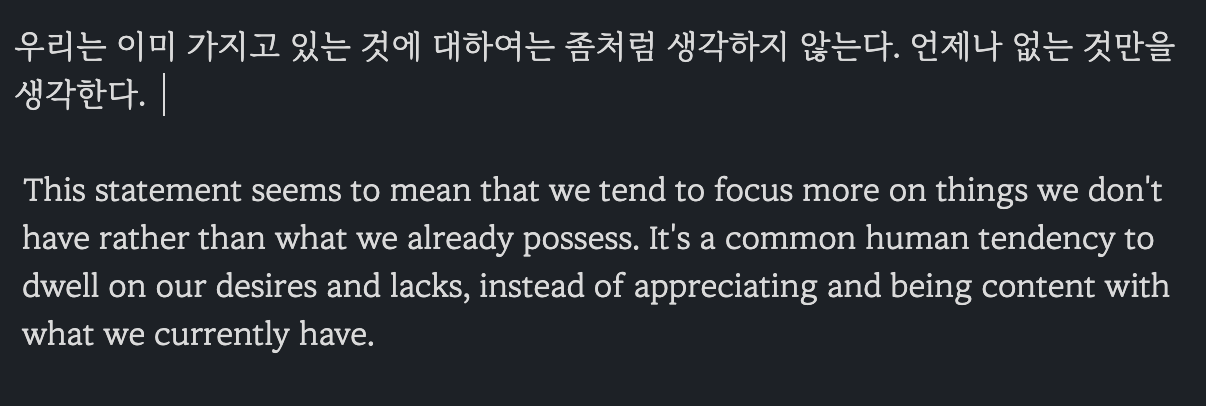 우리는 이미 가지고 있는 것에 대하여는 좀처럼 생각하지 않는다. 언제나 없는 것만을
생각한다.
This statement seems to mean that we tend to focus more on things we don't
have rather than what we already possess. It's a common human tendency to
dwell on our desires and lacks, instead of appreciating and being content with
what we currently have.